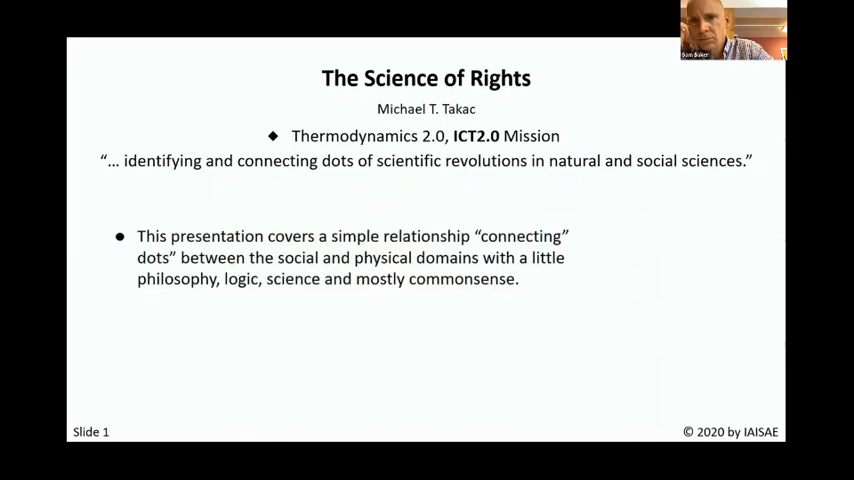 Sam Baker
The Science of Rights
Michael T. Takac
◆ Thermodynamics 2.0, ICT2.0 Mission
“... identifying and connecting dots of scientific revolutions in natural and social sciences.”
● This presentation covers a simple relationship “connecting”
dots” between the social and physical domains with a little
philosophy, logic, science and mostly commonsense.
Slide 1
© 2020 by IAISAE